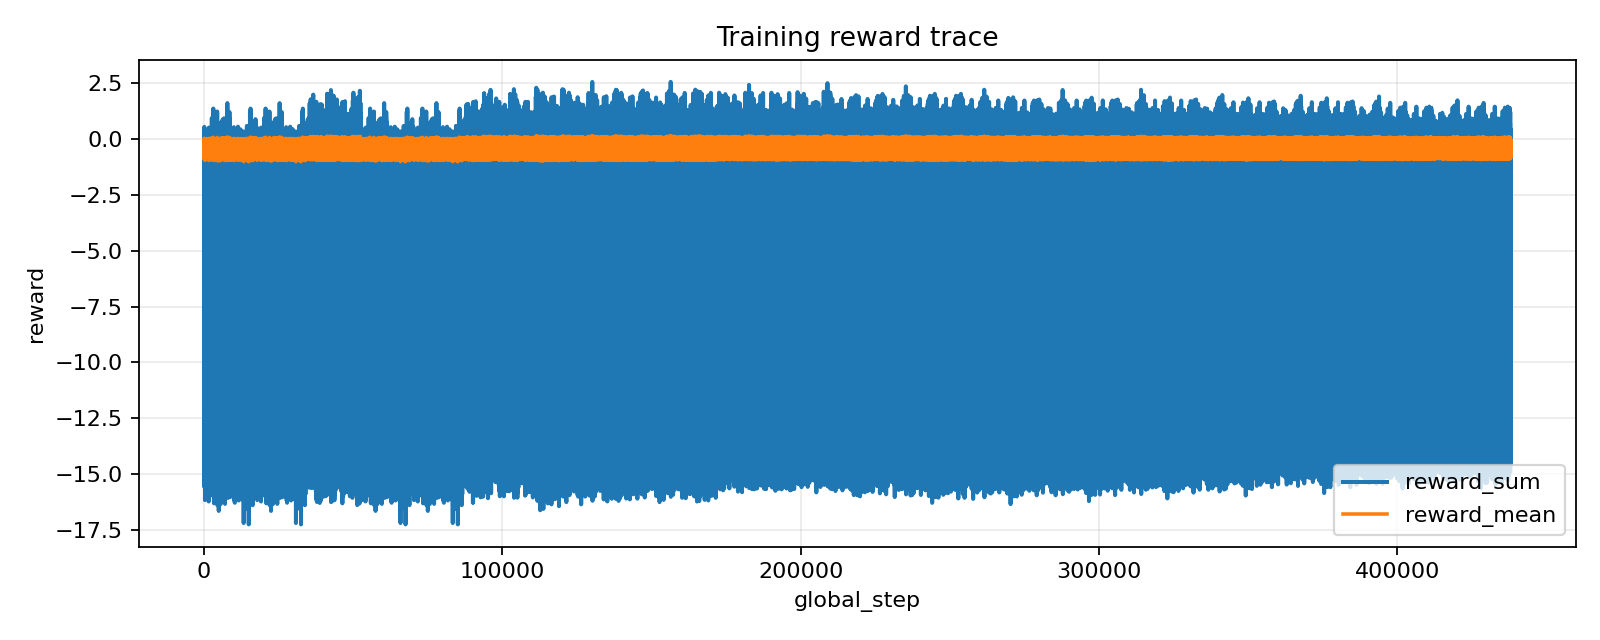 Training reward trace
2.5
0.0
−2.5
−5.0
−7.5
−10.0
−12.5
−15.0
−17.5
reward
reward_sum
reward_mean
0
100000
200000
300000
400000
global_step